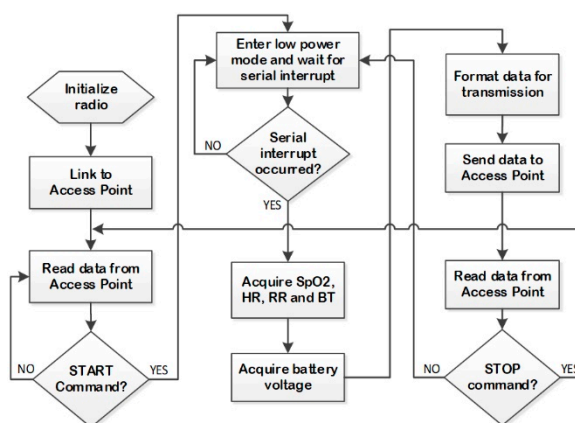 Initialize
radio
Link to
Access Point
Read data from
Access Point
START
Command?
NO
YES
Enter low power
mode and wait for
serial interrupt
Serial
interrupt
occurred?
NO
YES
Acquire SpO2,
HR, RR and BT
Acquire battery
voltage
Format data for
transmission
Send data to
Access Point
Read data from
Access Point
STOP
command?
NO
YES